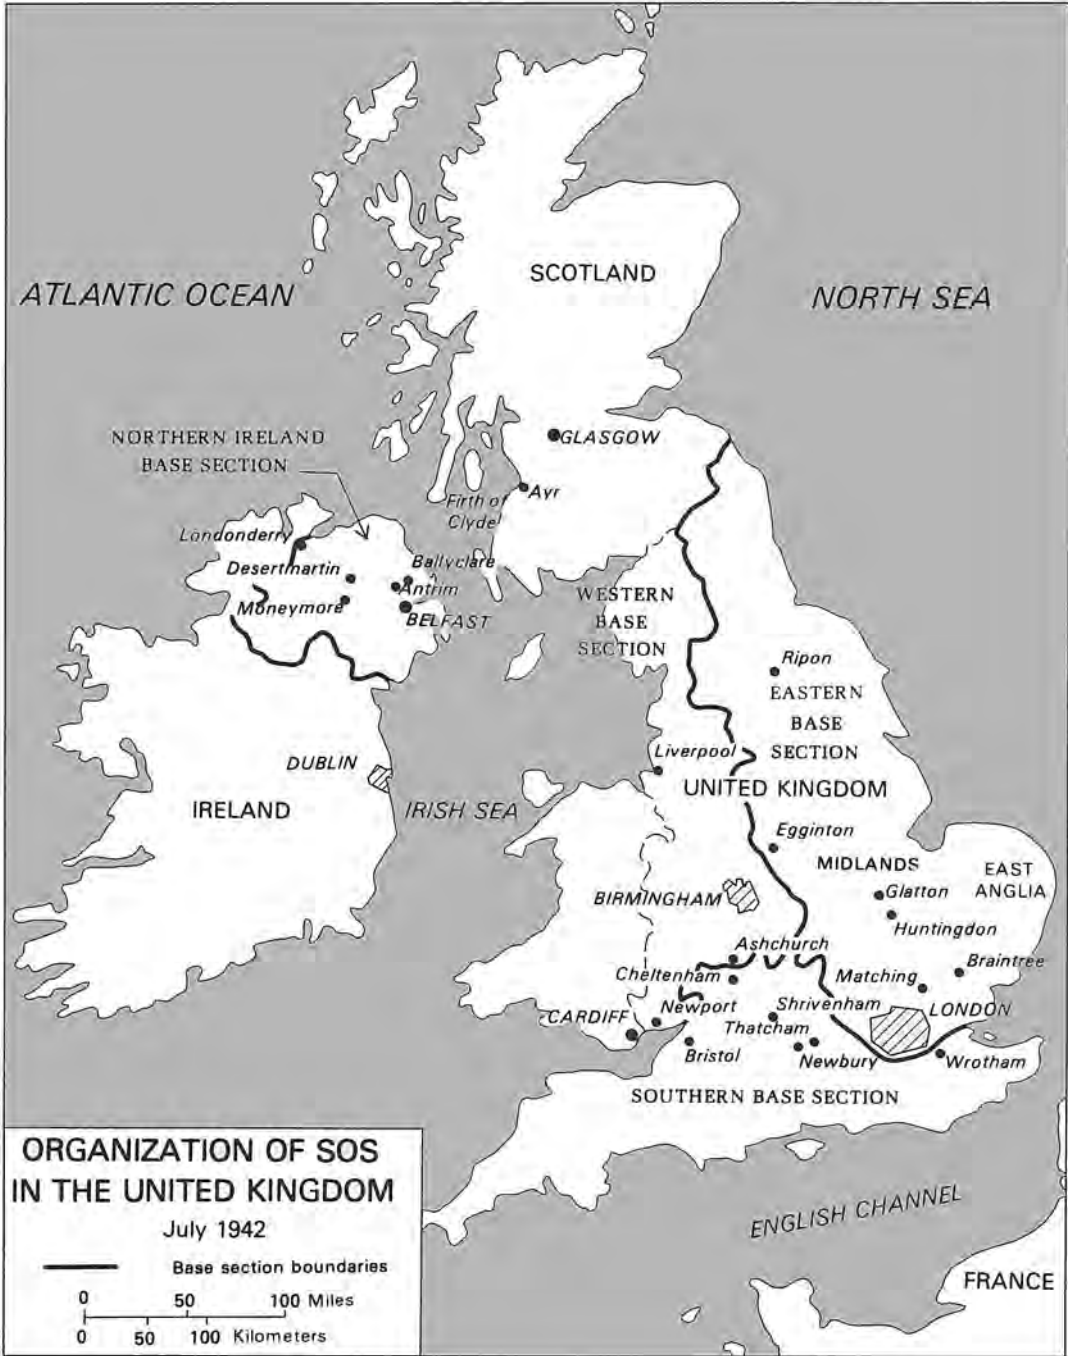 SCOTLAND
ATLANTIC OCEAN
NORTH SEA
NORTHERN IRELAND
BASE SECTION
GLASGOW
Ayr
Firth of
Clyde
Londonderry
Desertmartin
Ballyclare
Antrim
Moneymore
BELFAST
WESTERN
BASE
SECTION
Ripon
EASTERN
BASE
SECTION
Liverpool
DUBLIN
UNITED KINGDOM
IRELAND
IRISH SEA
Egginton
MIDLANDS
EAST
ANGLIA
BIRMINGHAM
Glatton
Huntingdon
Ashchurch
Cheltenham
Matching
Braintree
Newport
Shrivenham
LONDON
CARDIFF
Thatcham
Bristol
Newbury
Wrotham
SOUTHERN BASE SECTION
ENGLISH CHANNEL
FRANCE
ORGANIZATION OF SOS
IN THE UNITED KINGDOM
July 1942
Base section boundaries
0 50 100 Miles
0 50 100 Kilometers